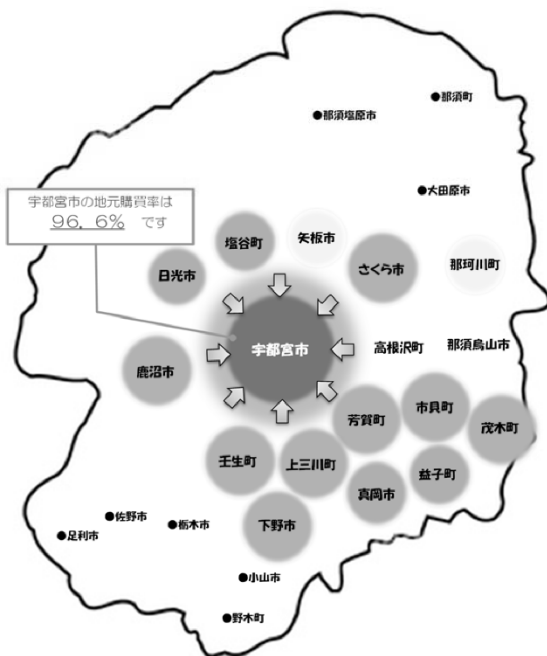 ●那須町
●那須塩原市
●大田原市
宇都宮市の地元購買率は
96．6% です
塩谷町
矢板市
さくら市
那珂川町
日光市
宇都宮市
高根沢町
那須烏山市
鹿沼市
芳賀町
市貝町
茂木町
壬生町
上三川町
真岡市
益子町
下野市
●佐野市
●栃木市
●足利市
●小山市
●野木町